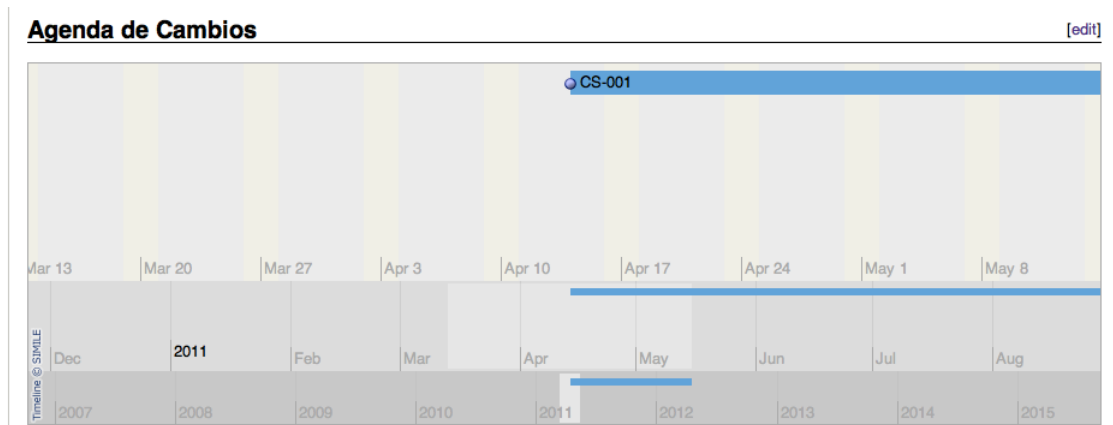 Agenda de Cambios [edit]
CS-001
Mar 13 Mar 20 Mar 27 Apr 3 Apr 10 Apr 17 Apr 24 May 1 May 8
Dec 2011 Feb Mar Apr May Jun Jul Aug
2007 2008 2009 2010 2011 2012 2013 2014 2015
Timeline © SIMILE